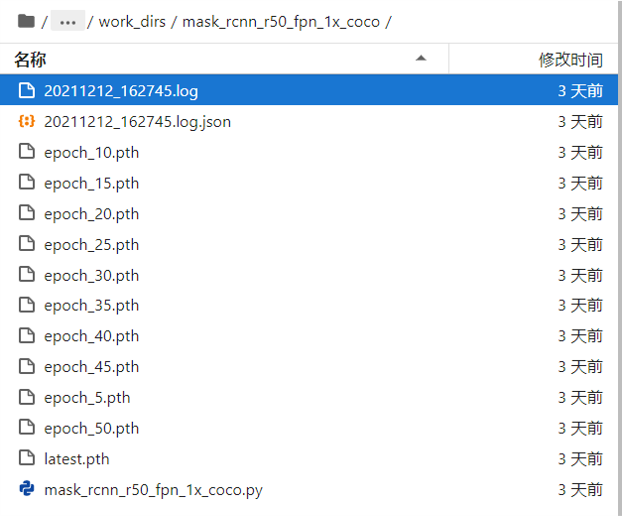 / ... / work_dirs / mask_rcnn_r50_fpn_1x_coco /
名称 修改时间
20211212_162745.log 3 天前
20211212_162745.log.json 3 天前
epoch_10.pth 3 天前
epoch_15.pth 3 天前
epoch_20.pth 3 天前
epoch_25.pth 3 天前
epoch_30.pth 3 天前
epoch_35.pth 3 天前
epoch_40.pth 3 天前
epoch_45.pth 3 天前
epoch_5.pth 3 天前
epoch_50.pth 3 天前
latest.pth 3 天前
mask_rcnn_r50_fpn_1x_coco.py 3 天前